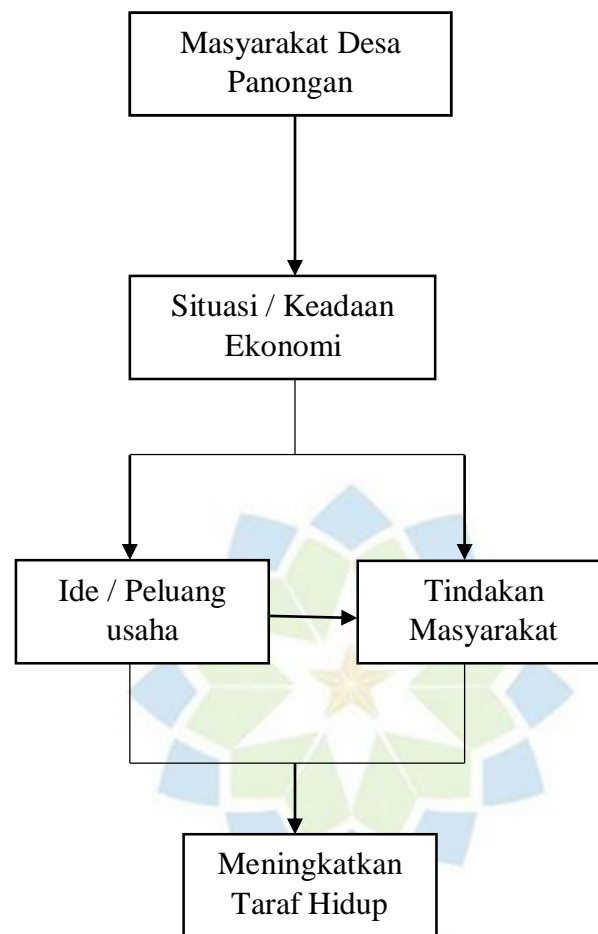 Masyarakat Desa
Panongan
Situasi / Keadaan
Ekonomi
Ide / Peluang
usaha
Tindakan
Masyarakat
Meningkatkan
Taraf Hidup